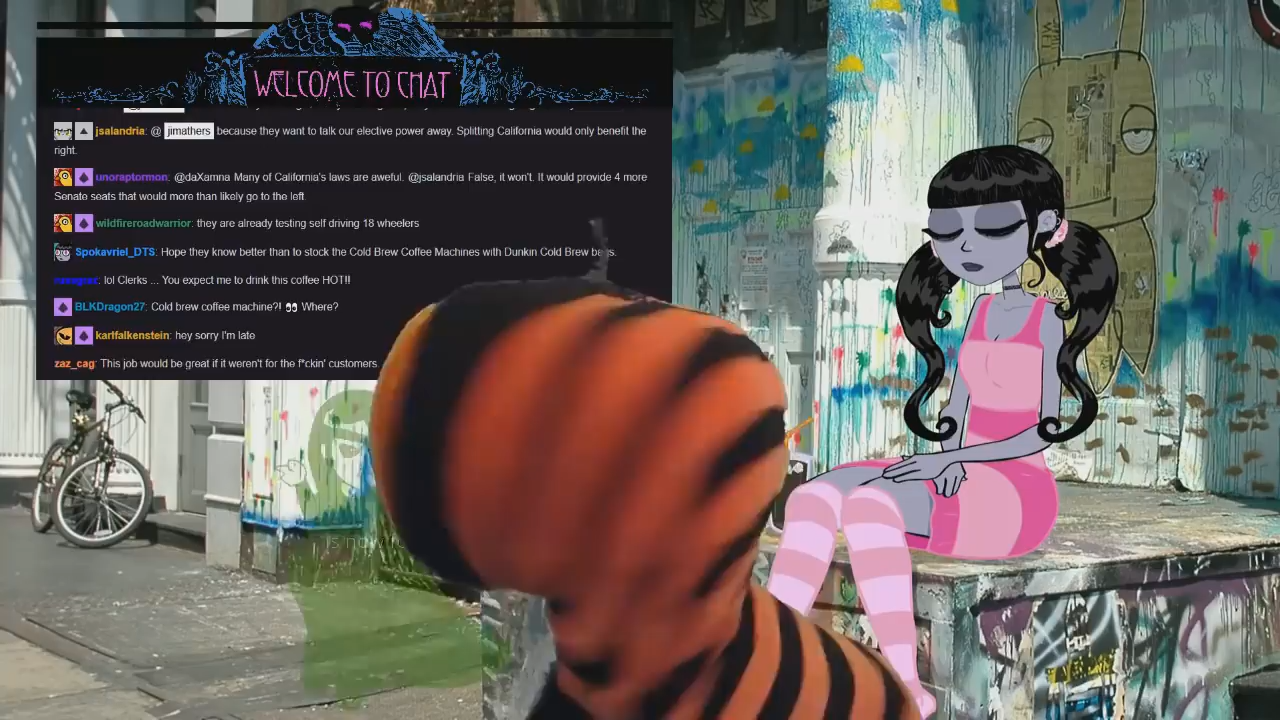 WELCOME TO CHAT
jsalandria: @ jimathers because they want to talk our elective power away. Splitting California would only benefit the
right.
unoraptormon: @daXamna Many of California's laws are aweful. @jsalandria False, it won't. It would provide 4 more
Senate seats that would more than likely go to the left
wildfireroadwarrior: they are already testing self driving 18 wheelers
Spokavriel_DTS: Hope they know better than to stock the Cold Brew Coffee Machines with Dunkin Cold Brew
lol Clerks ... You expect me to drink this coffee HOT!!
BLKDragon27: Cold brew coffee machine?! 👀 Where?
karlfalkenstein: hey sorry I'm late
zaz_cag: This job would be great if it weren't for the f*ckin' customers.
is now